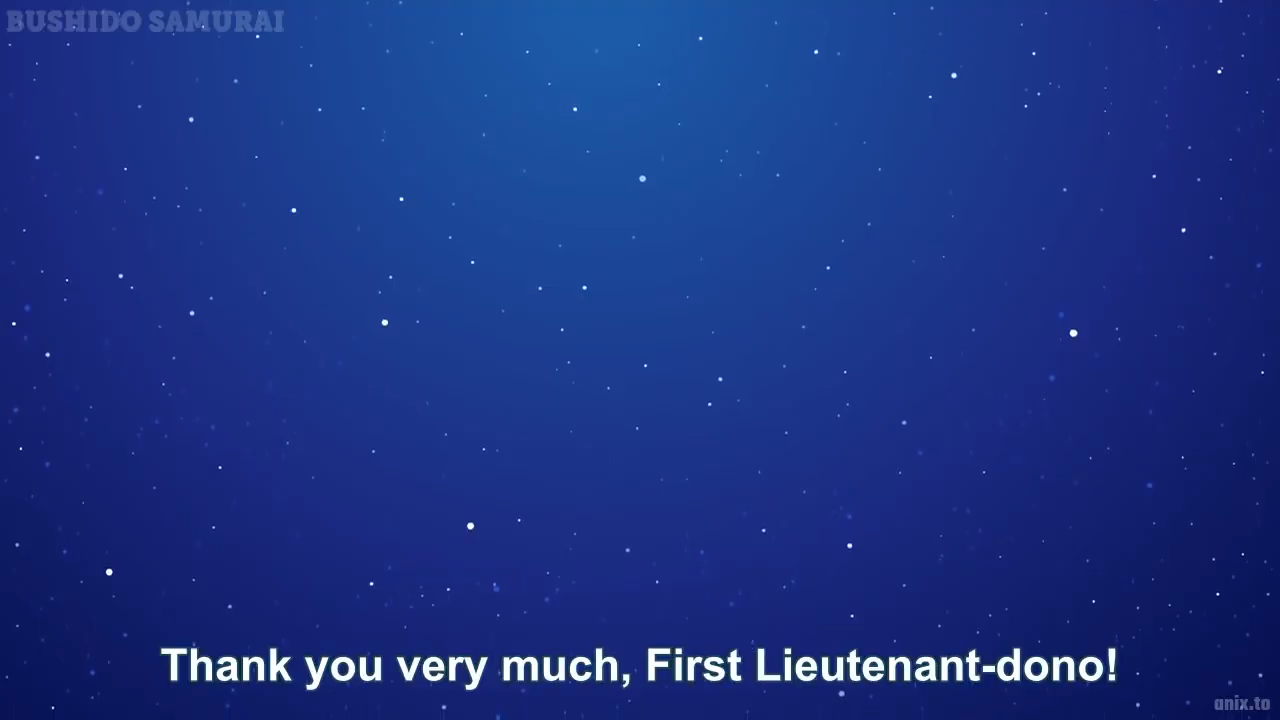 BUSHIDO SAMURAI
Thank you very much, First Lieutenant-dono!
anix.to